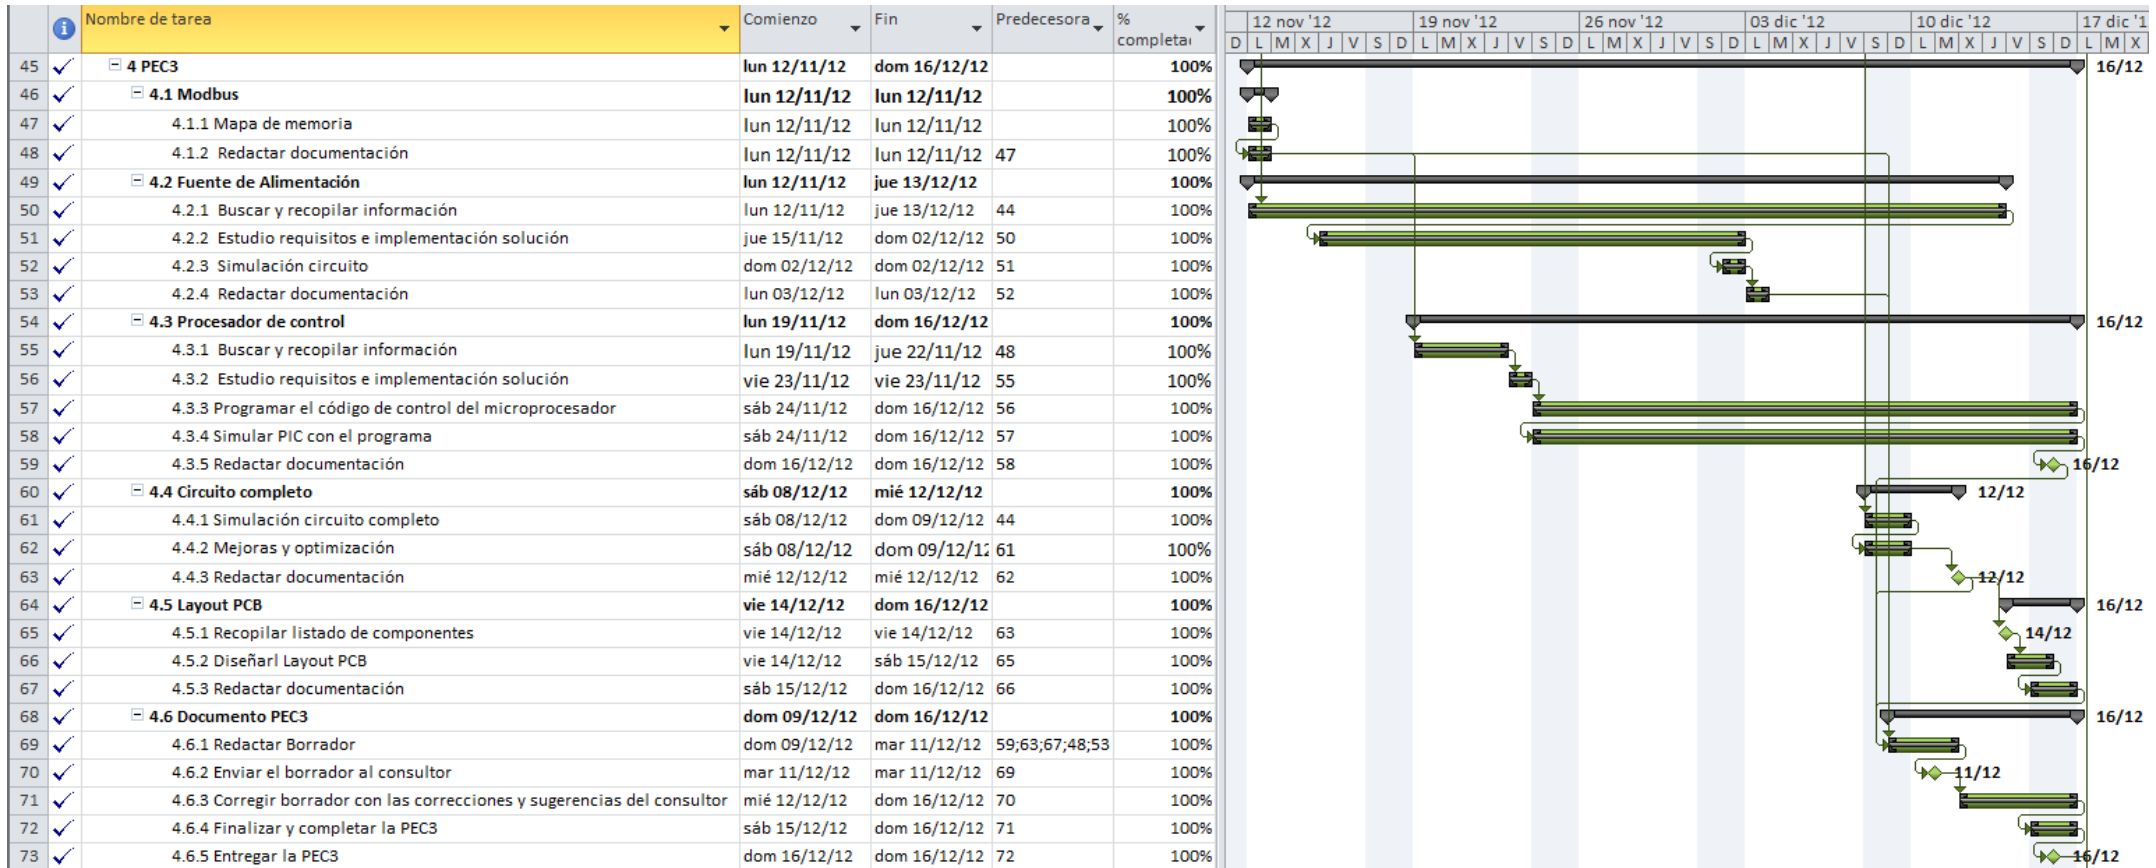 Nombre de tarea Comienzo Fin Predecesora % completa
12 nov '12 19 nov '12 26 nov '12 03 dic '12 10 dic '12 17 dic '1
D L M X J V S D L M X J V S D L M X J V S D L M X J V S D L M X J V S D L M X
45 4 PEC3 lun 12/11/12 dom 16/12/12 100% 16/12
46 4.1 Modbus lun 12/11/12 lun 12/11/12 100%
47 4.1.1 Mapa de memoria lun 12/11/12 lun 12/11/12 100%
48 4.1.2 Redactar documentación lun 12/11/12 lun 12/11/12 47 100%
49 4.2 Fuente de Alimentación lun 12/11/12 jue 13/12/12 100%
50 4.2.1 Buscar y recopilar información lun 12/11/12 jue 13/12/12 44 100%
51 4.2.2 Estudio requisitos e implementación solución jue 15/11/12 dom 02/12/12 50 100%
52 4.2.3 Simulación circuito dom 02/12/12 dom 02/12/12 51 100%
53 4.2.4 Redactar documentación lun 03/12/12 lun 03/12/12 52 100%
54 4.3 Procesador de control lun 19/11/12 dom 16/12/12 100% 16/12
55 4.3.1 Buscar y recopilar información lun 19/11/12 jue 22/11/12 48 100%
56 4.3.2 Estudio requisitos e implementación solución vie 23/11/12 vie 23/11/12 55 100%
57 4.3.3 Programar el código de control del microprocesador sáb 24/11/12 dom 16/12/12 56 100%
58 4.3.4 Simular PIC con el programa sáb 24/11/12 dom 16/12/12 57 100%
59 4.3.5 Redactar documentación dom 16/12/12 dom 16/12/12 58 100% 16/12
60 4.4 Circuito completo sáb 08/12/12 mié 12/12/12 100% 12/12
61 4.4.1 Simulación circuito completo sáb 08/12/12 dom 09/12/12 44 100%
62 4.4.2 Mejoras y optimización sáb 08/12/12 dom 09/12/12 61 100%
63 4.4.3 Redactar documentación mié 12/12/12 mié 12/12/12 62 100% 12/12
64 4.5 Layout PCB vie 14/12/12 dom 16/12/12 100% 16/12
65 4.5.1 Recopilar listado de componentes vie 14/12/12 vie 14/12/12 63 100% 14/12
66 4.5.2 Diseñarl Layout PCB vie 14/12/12 sáb 15/12/12 65 100%
67 4.5.3 Redactar documentación sáb 15/12/12 dom 16/12/12 66 100%
68 4.6 Documento PEC3 dom 09/12/12 dom 16/12/12 100% 16/12
69 4.6.1 Redactar Borrador dom 09/12/12 mar 11/12/12 59;63;67;48;53 100%
70 4.6.2 Enviar el borrador al consultor mar 11/12/12 mar 11/12/12 69 100% 11/12
71 4.6.3 Corregir borrador con las correcciones y sugerencias del consultor mié 12/12/12 dom 16/12/12 70 100%
72 4.6.4 Finalizar y completar la PEC3 sáb 15/12/12 dom 16/12/12 71 100%
73 4.6.5 Entregar la PEC3 dom 16/12/12 dom 16/12/12 72 100% 16/12